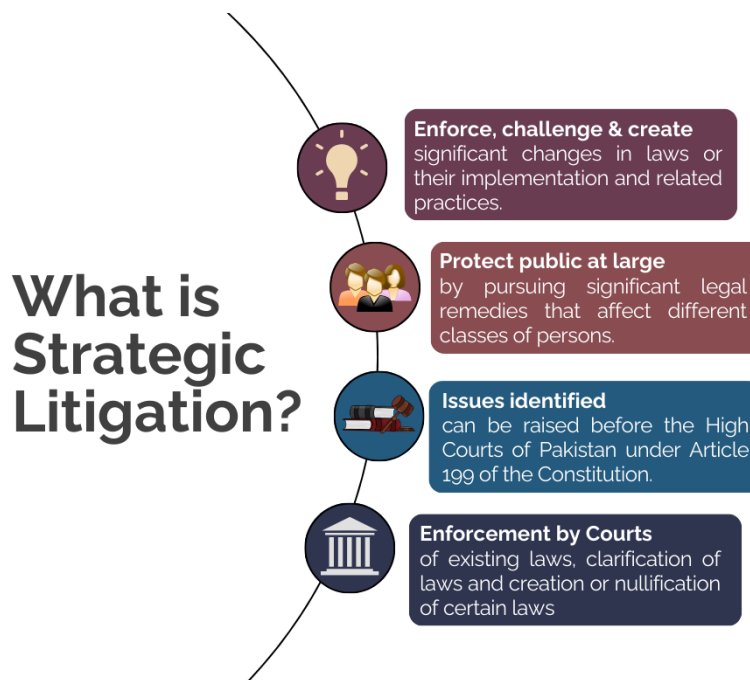 What is
Strategic
Litigation?
Enforce, challenge & create
significant changes in laws or
their implementation and related
practices.
Protect public at large
by pursuing significant legal
remedies that affect different
classes of persons.
Issues identified
can be raised before the High
Courts of Pakistan under Article
199 of the Constitution.
Enforcement by Courts
of existing laws, clarification of
laws and creation or nullification
of certain laws